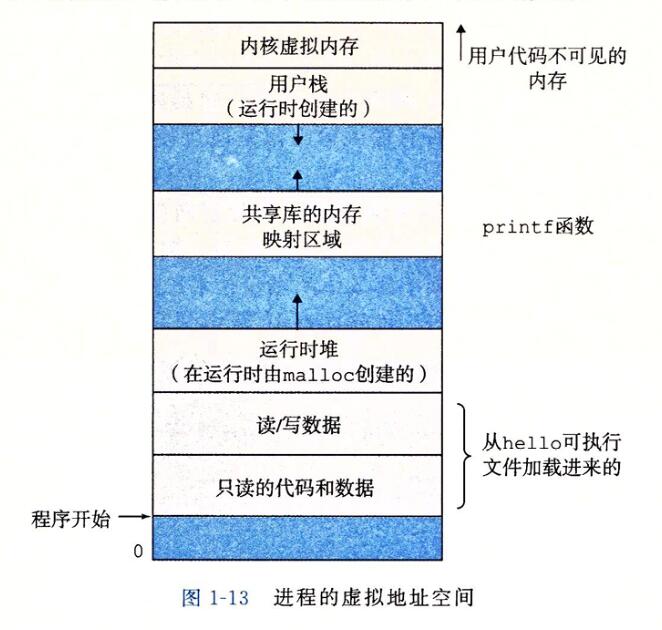 内核虚拟内存
用户代码不可见的
内存
用户栈
（运行时创建的）
共享库的内存
映射区域
printf函数
运行时堆
（在运行时由malloc创建的）
读/写数据
从hello可执行
文件加载进来的
只读的代码和数据
程序开始
0
图 1-13 进程的虚拟地址空间